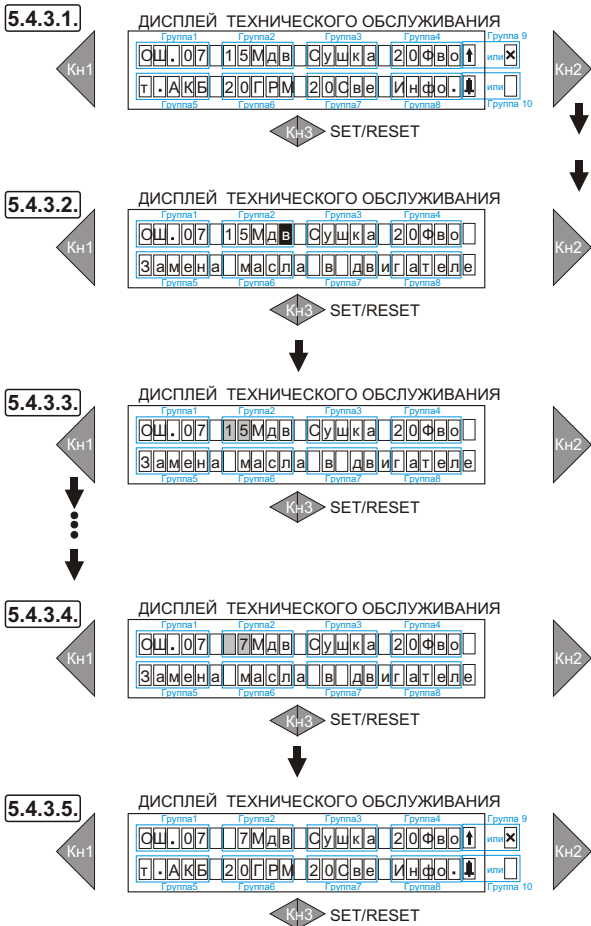 5.4.3.1.
ДИСПЛЕЙ ТЕХНИЧЕСКОГО ОБСЛУЖИВАНИЯ
Группа1 Группа2 Группа3 Группа4 Группа 9
Кн1 ОШ.07 15Мдв Сушка 20Фво или Кн2
т.АКБ 20ГРМ 20Све Инфо. или
Группа5 Группа6 Группа7 Группа8 Группа 10
Кн3 SET/RESET
5.4.3.2.
ДИСПЛЕЙ ТЕХНИЧЕСКОГО ОБСЛУЖИВАНИЯ
Группа1 Группа2 Группа3 Группа4
Кн1 ОШ.07 15Мдв Сушка 20Фво Кн2
Замена масла в двигателе
Группа5 Группа6 Группа7 Группа8
Кн3 SET/RESET
5.4.3.3.
ДИСПЛЕЙ ТЕХНИЧЕСКОГО ОБСЛУЖИВАНИЯ
Группа1 Группа2 Группа3 Группа4
Кн1 ОШ.07 15Мдв Сушка 20Фво Кн2
Замена масла в двигателе
Группа5 Группа6 Группа7 Группа8
Кн3 SET/RESET
5.4.3.4.
ДИСПЛЕЙ ТЕХНИЧЕСКОГО ОБСЛУЖИВАНИЯ
Группа1 Группа2 Группа3 Группа4
Кн1 ОШ.07 7Мдв Сушка 20Фво Кн2
Замена масла в двигателе
Группа5 Группа6 Группа7 Группа8
Кн3 SET/RESET
5.4.3.5.
ДИСПЛЕЙ ТЕХНИЧЕСКОГО ОБСЛУЖИВАНИЯ
Группа1 Группа2 Группа3 Группа4 Группа 9
Кн1 ОШ.07 7Мдв Сушка 20Фво или Кн2
т.АКБ 20ГРМ 20Све Инфо. или
Группа5 Группа6 Группа7 Группа8 Группа 10
Кн3 SET/RESET